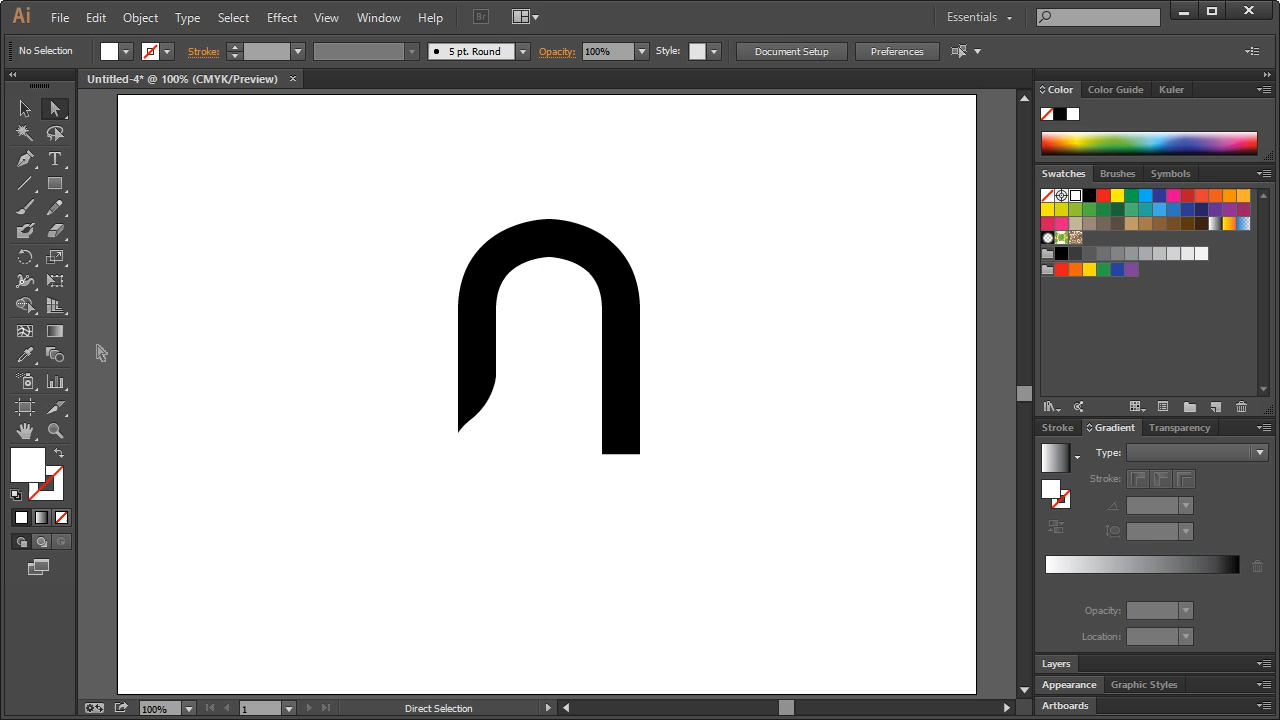 Ai File Edit Object Type Select Effect View Window Help Br Essentials
No Selection Stroke: 5 pt. Round Opacity: 100% Style: Document Setup Preferences
Untitled-4* @ 100% (CMYK/Preview)
Color Color Guide Kuler
Swatches Brushes Symbols
Stroke Gradient Transparency
Type:
Stroke:
Opacity:
Location:
Layers
Appearance Graphic Styles
Artboards
100% 1 Direct Selection